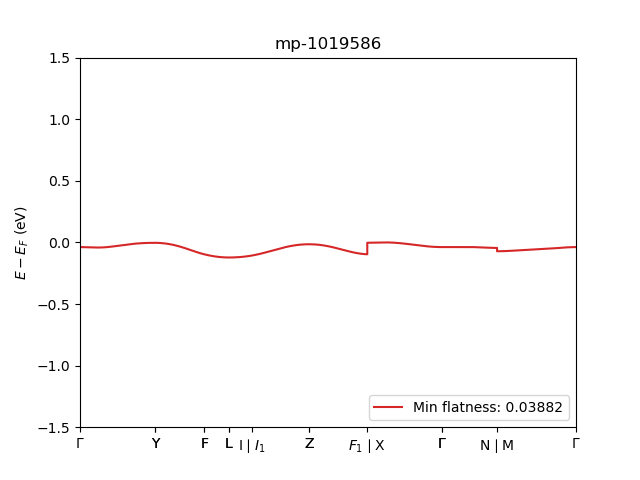 mp-1019586
1.5
1.0
0.5
0.0
−0.5
−1.0
−1.5
E − E_F (eV)
Min flatness: 0.03882
Γ Y F L I | I₁ Z F₁ | X Γ N | M Γ